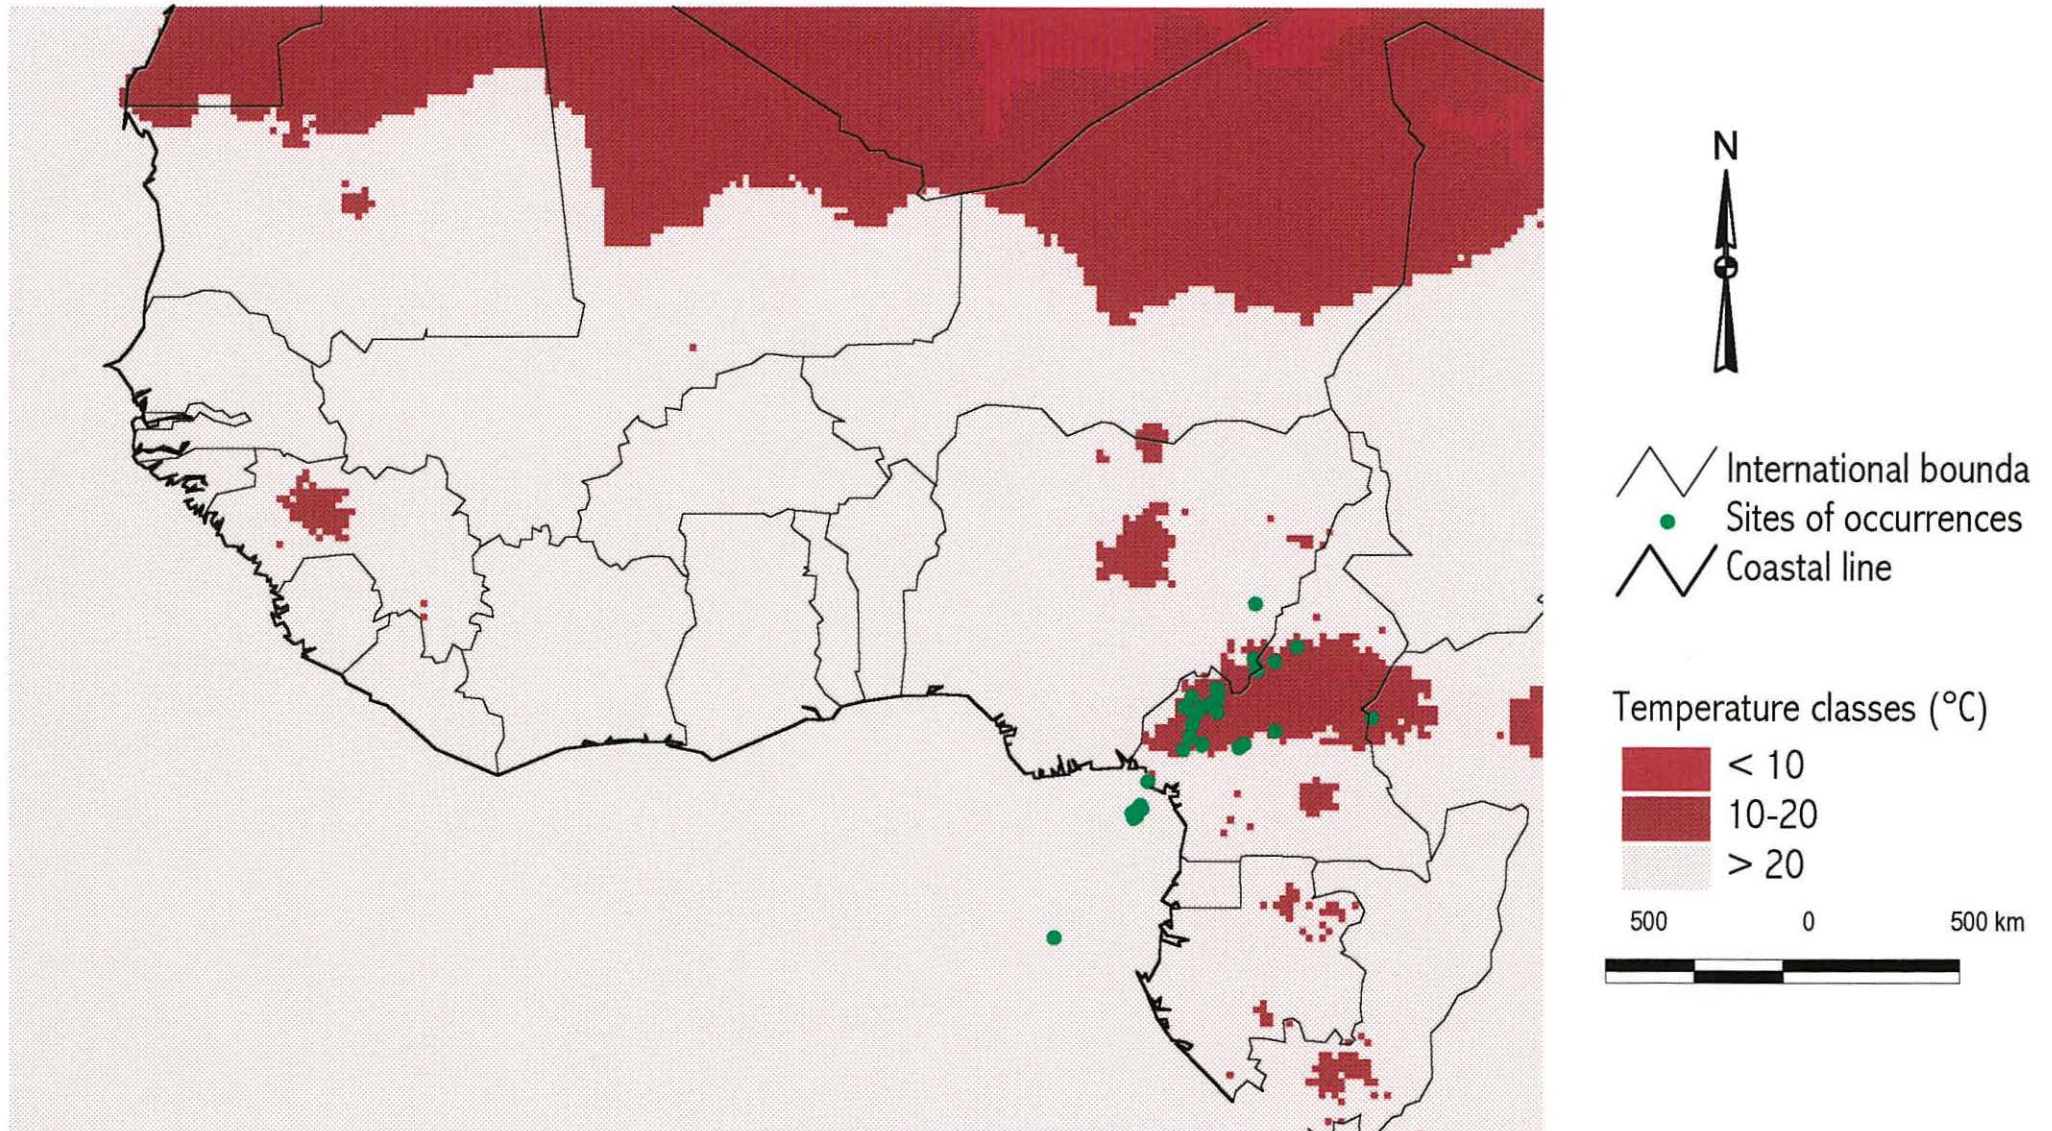 N
International bounda
Sites of occurrences
Coastal line
Temperature classes (°C)
< 10
10-20
> 20
500 0 500 km